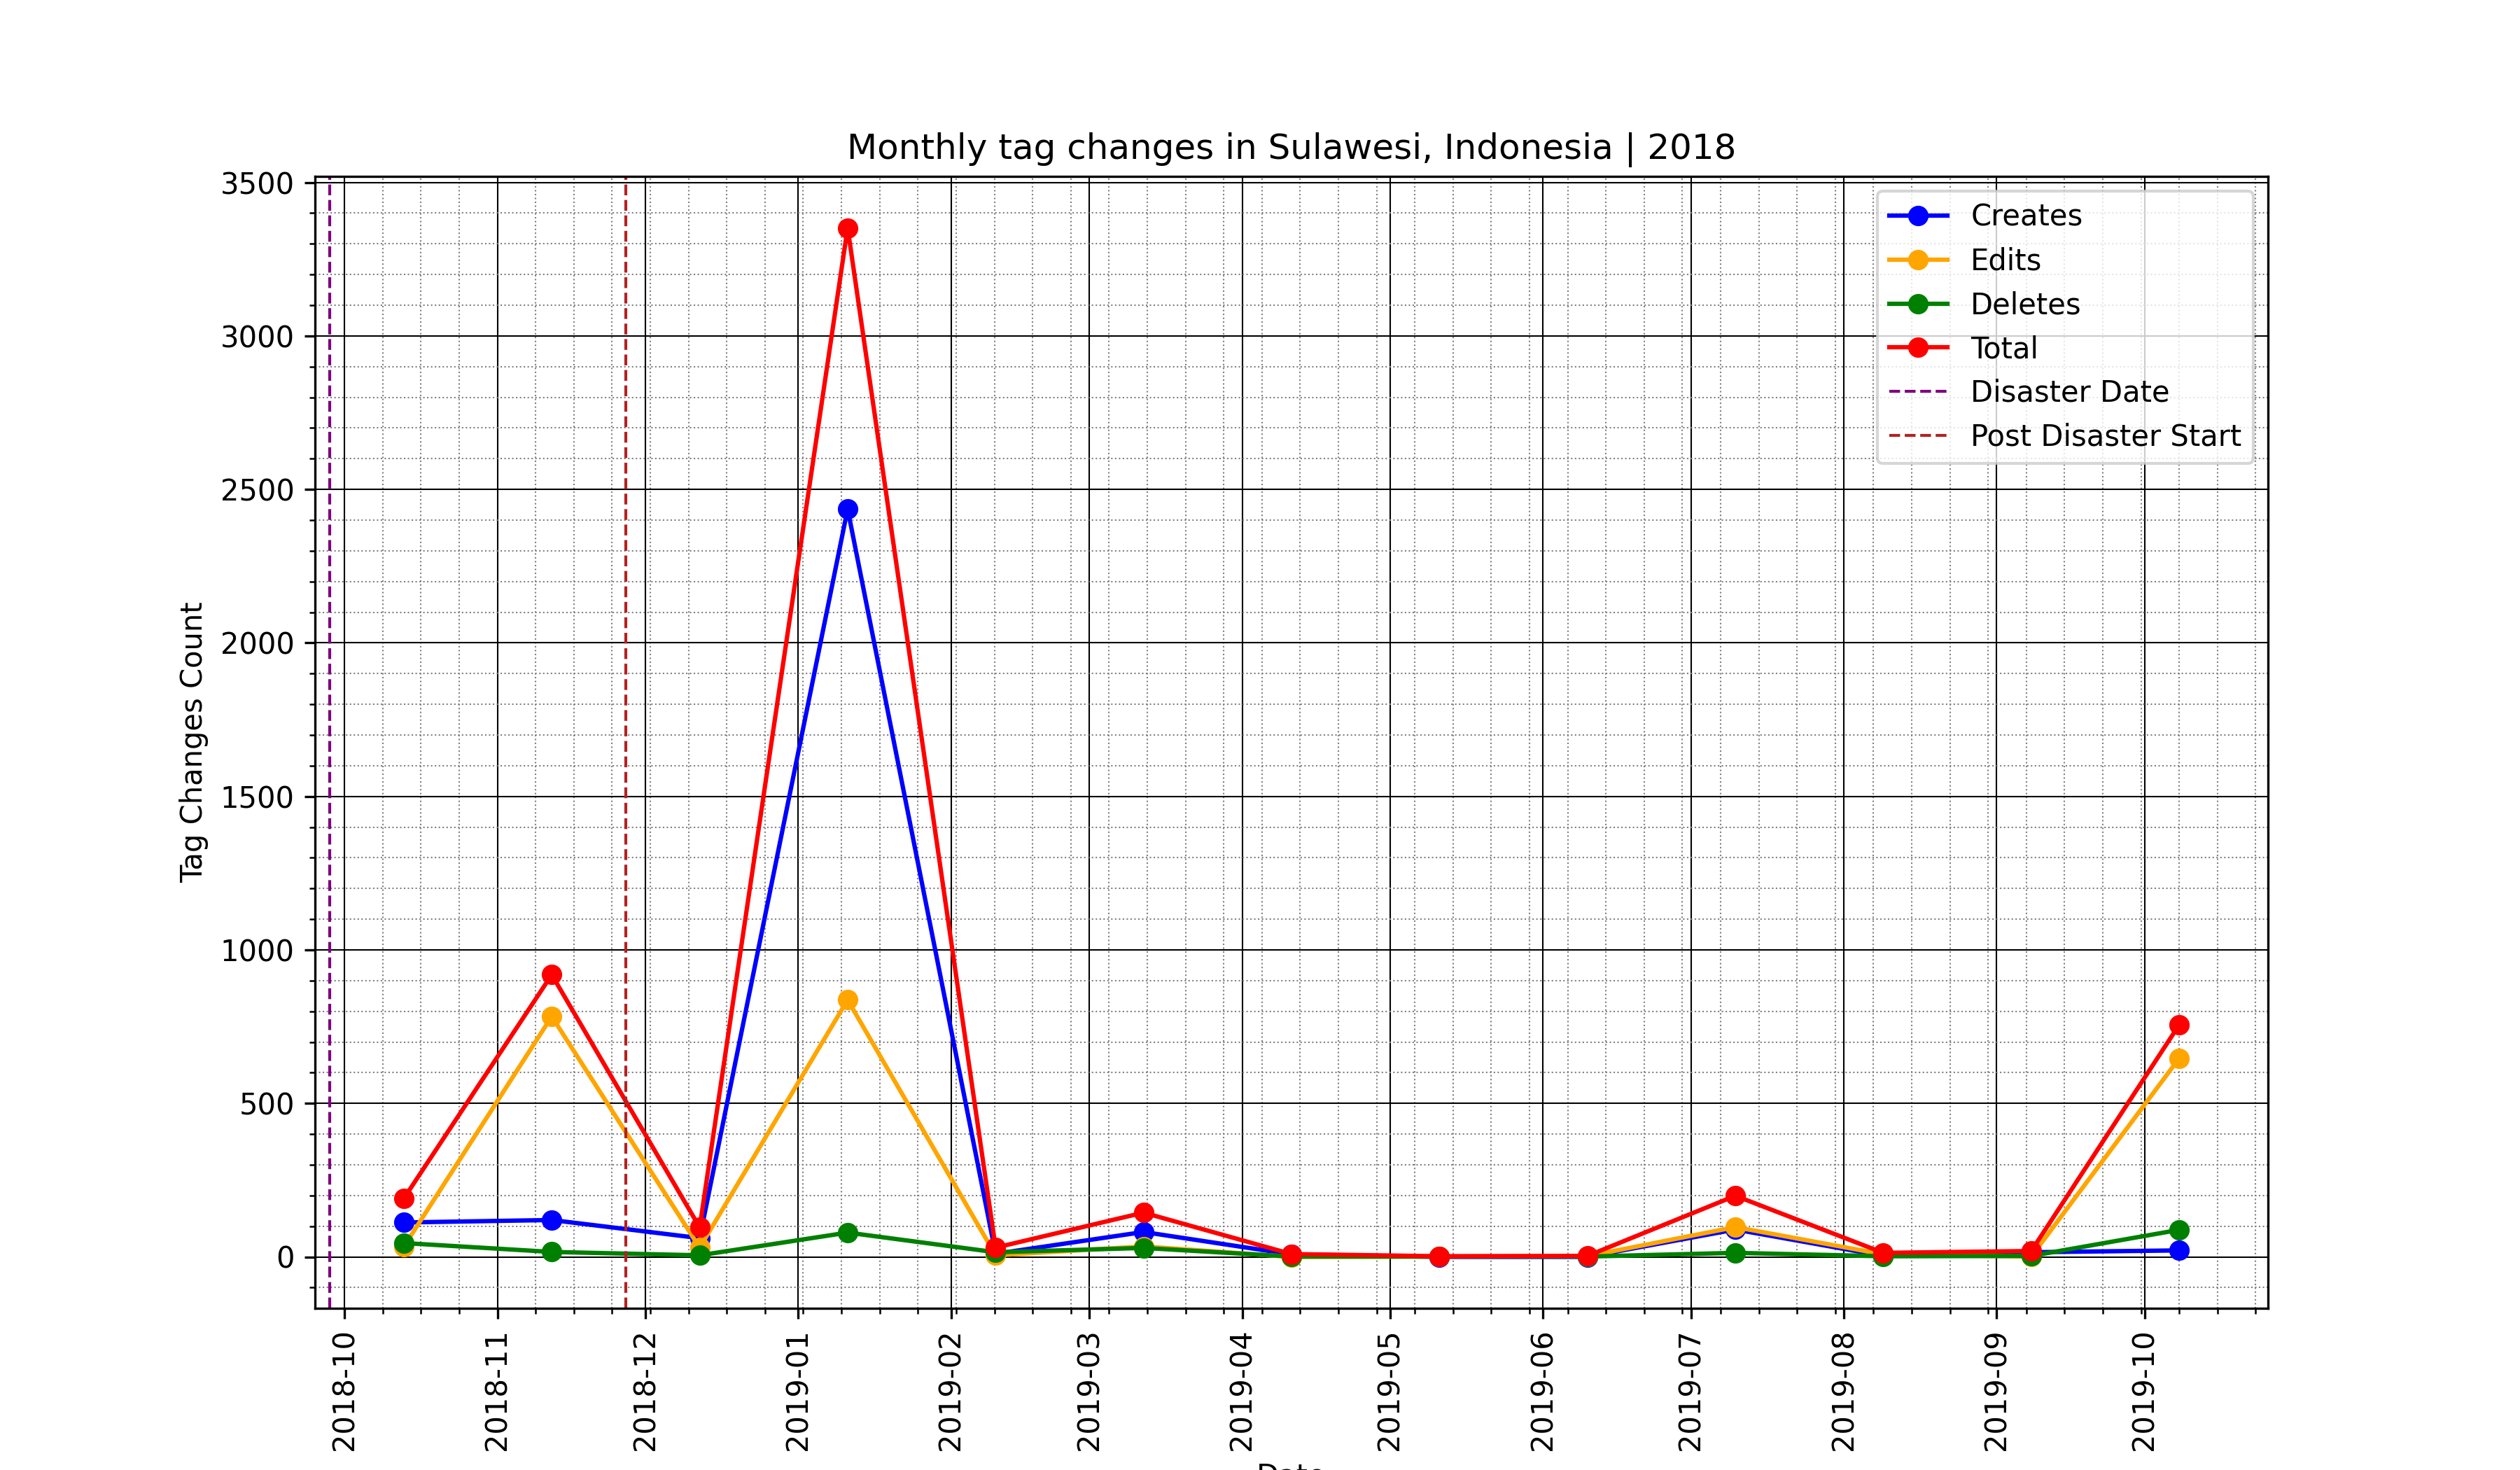 Monthly tag changes in Sulawesi, Indonesia | 2018
3500
3000
2500
2000
1500
1000
500
0
Tag Changes Count
Creates
Edits
Deletes
Total
Disaster Date
Post Disaster Start
2018-10
2018-11
2018-12
2019-01
2019-02
2019-03
2019-04
2019-05
2019-06
2019-07
2019-08
2019-09
2019-10
Date